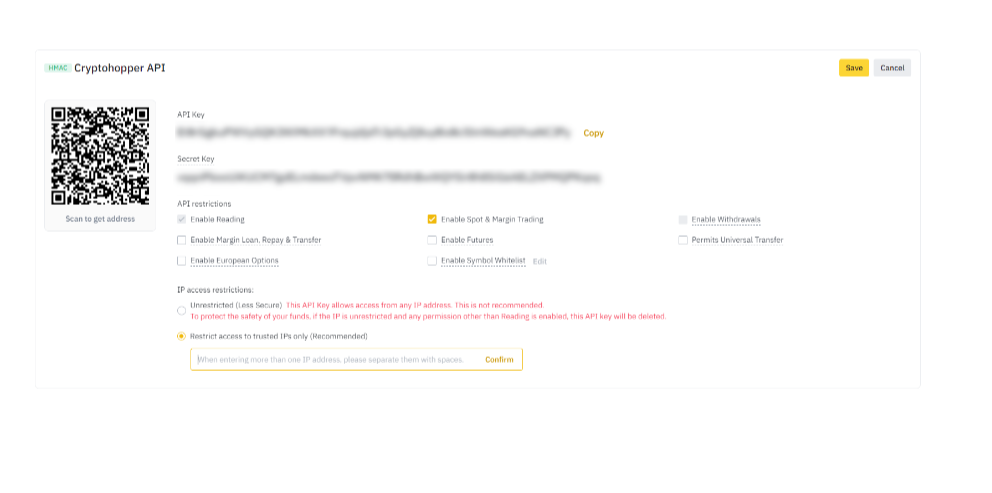 HMAC Cryptohopper API
Save Cancel
API Key
Copy
Secret Key
Scan to get address
API restrictions
Enable Reading Enable Spot & Margin Trading Enable Withdrawals
Enable Margin Loan, Repay & Transfer Enable Futures Permits Universal Transfer
Enable European Options Enable Symbol Whitelist Edit
IP access restrictions:
Unrestricted (Less Secure) This API Key allows access from any IP address. This is not recommended.
To protect the safety of your funds, if the IP is unrestricted and any permission other than Reading is enabled, this API key will be deleted.
Restrict access to trusted IPs only (Recommended)
When entering more than one IP address, please separate them with spaces. Confirm